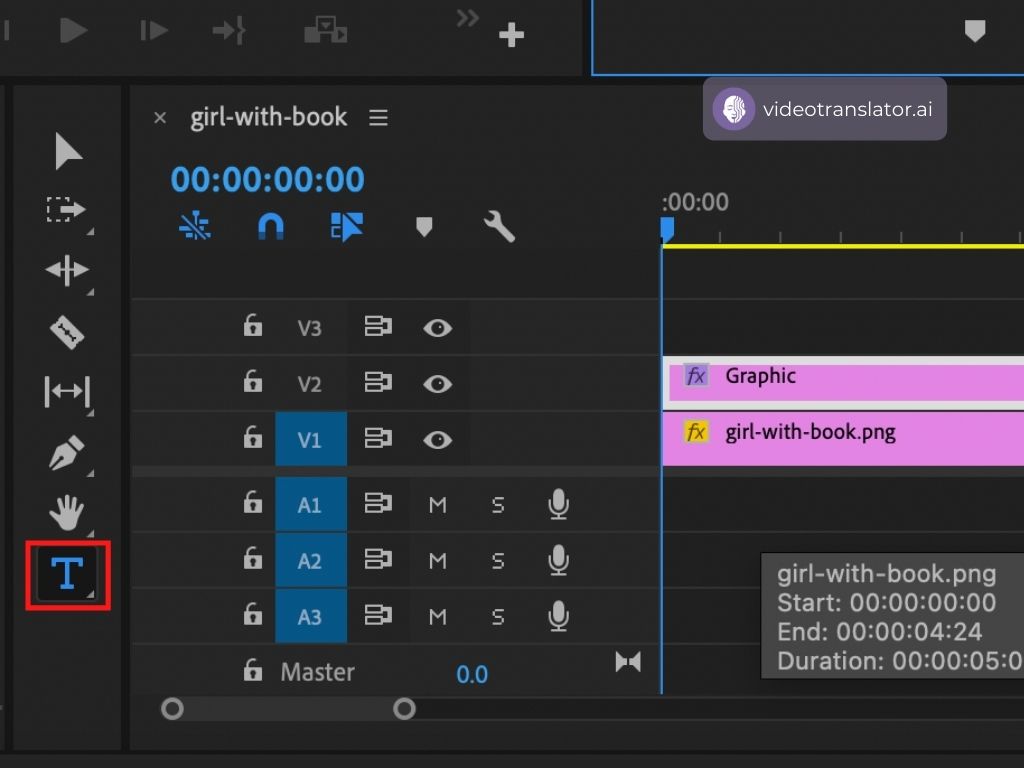 girl-with-book
videotranslator.ai
00:00:00:00
:00:00
V3
V2
fx Graphic
V1
fx girl-with-book.png
A1 M S
A2 M S
A3 M S
girl-with-book.png
Start: 00:00:00:00
End: 00:00:04:24
Duration: 00:00:05:0
Master 0.0
T